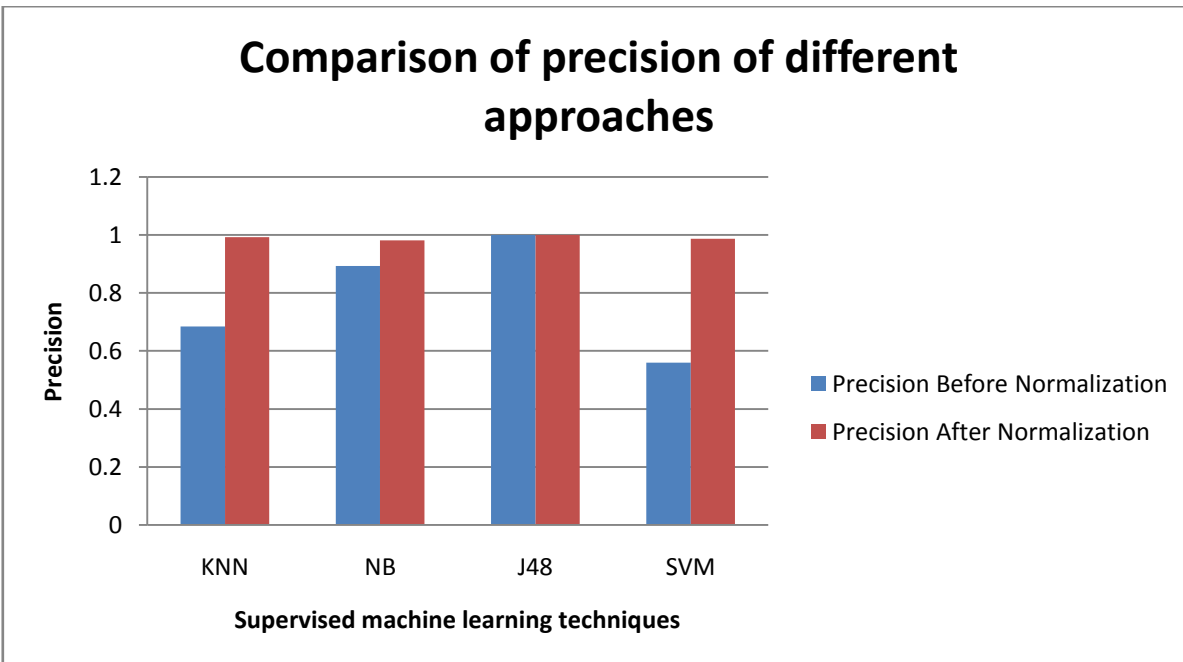 Comparison of precision of different
approaches
1.2
1
0.8
0.6
0.4
0.2
0
Precision
KNN NB J48 SVM
Supervised machine learning techniques
Precision Before Normalization
Precision After Normalization